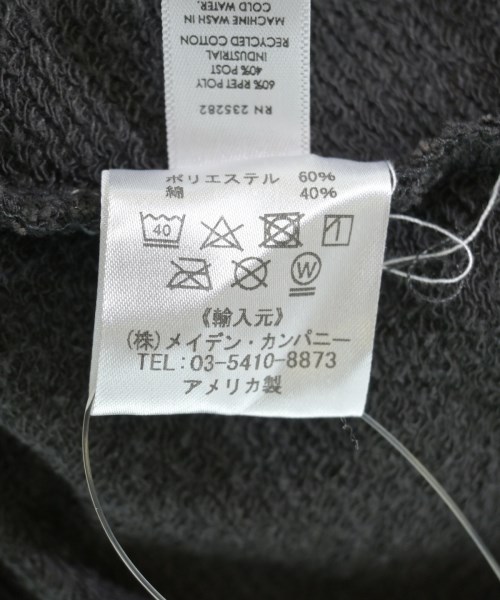 RN 235282
60% RPET POLY
40% POST
INDUSTRIAL
RECYCLED COTTON
MACHINE WASH IN
COLD WATER.
ポリエステル 60%
綿 40%
40
W
《輸入元》
(株)メイデン・カンパニー
TEL:03-5410-8873
アメリカ製